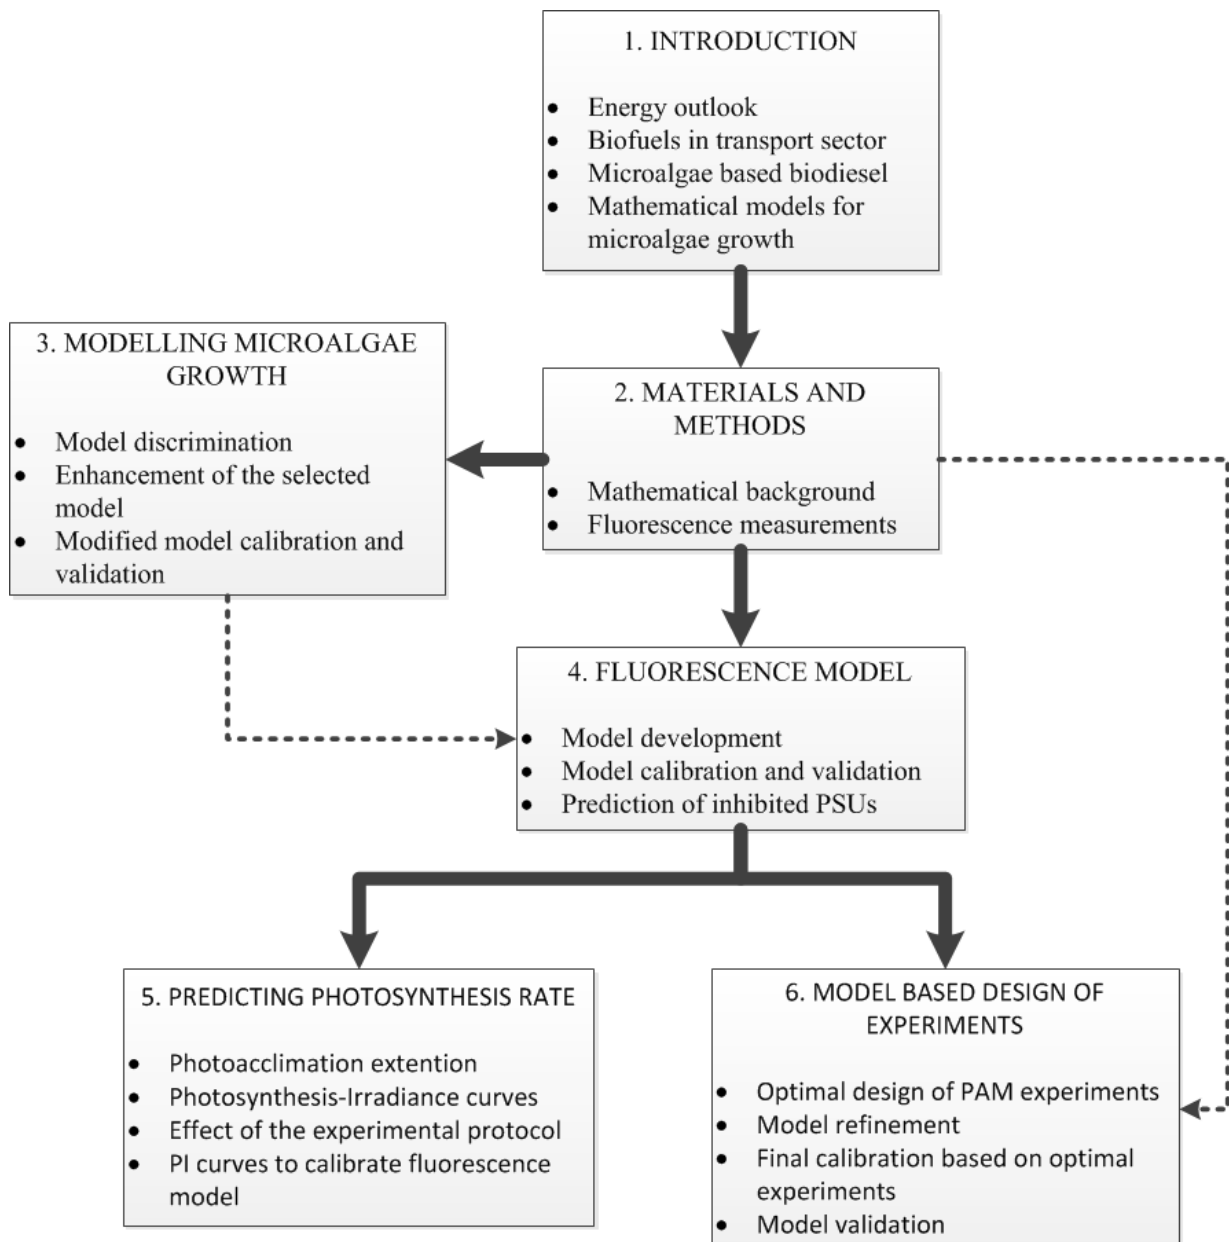 1. INTRODUCTION
• Energy outlook
• Biofuels in transport sector
• Microalgae based biodiesel
• Mathematical models for
microalgae growth
2. MATERIALS AND
METHODS
• Mathematical background
• Fluorescence measurements
3. MODELLING MICROALGAE
GROWTH
• Model discrimination
• Enhancement of the selected
model
• Modified model calibration and
validation
4. FLUORESCENCE MODEL
• Model development
• Model calibration and validation
• Prediction of inhibited PSUs
5. PREDICTING PHOTOSYNTHESIS RATE
• Photoacclimation extention
• Photosynthesis-Irradiance curves
• Effect of the experimental protocol
• PI curves to calibrate fluorescence
model
6. MODEL BASED DESIGN OF
EXPERIMENTS
• Optimal design of PAM experiments
• Model refinement
• Final calibration based on optimal
experiments
• Model validation